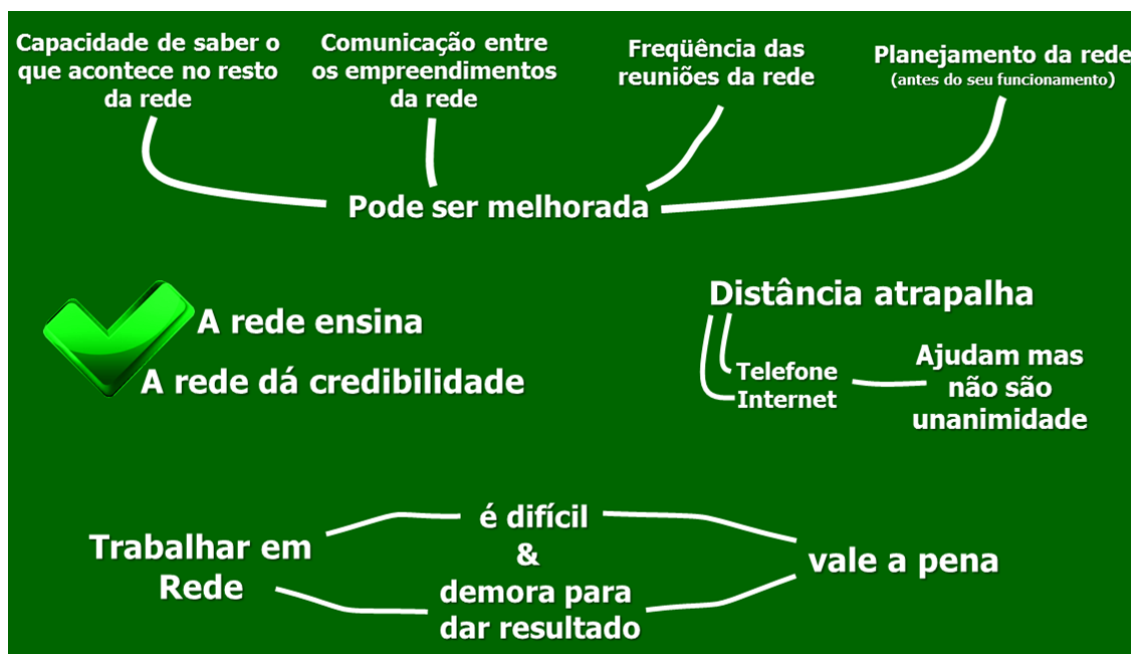 Capacidade de saber o
que acontece no resto
da rede
Comunicação entre
os empreendimentos
da rede
Freqüência das
reuniões da rede
Planejamento da rede
(antes do seu funcionamento)
Pode ser melhorada
A rede ensina
A rede dá credibilidade
Distância atrapalha
Telefone
Internet
Ajudam mas
não são
unanimidade
Trabalhar em
Rede
é difícil
&
demora para
dar resultado
vale a pena